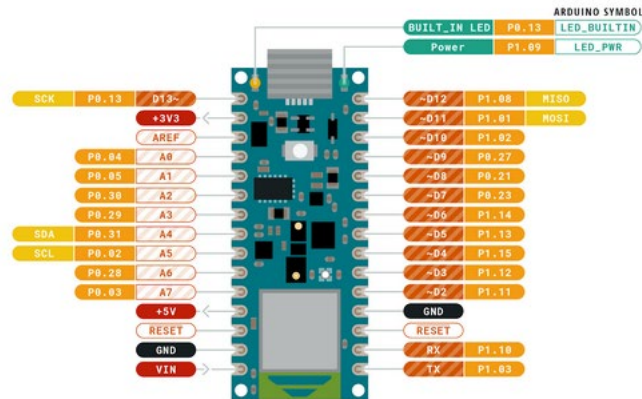 ARDUINO SYMBOL
BUILT_IN LED P0.13 LED_BUILTIN
Power P1.09 LED_PWR
SCK P0.13 D13~
+3V3
AREF
P0.04 A0
P0.05 A1
P0.30 A2
P0.29 A3
SDA P0.31 A4
SCL P0.02 A5
P0.28 A6
P0.03 A7
+5V
RESET
GND
VIN
~D12 P1.08 MISO
~D11 P1.01 MOSI
~D10 P1.02
~D9 P0.27
~D8 P0.21
~D7 P0.23
~D6 P1.14
~D5 P1.13
~D4 P1.15
~D3 P1.12
~D2 P1.11
GND
RESET
RX P1.10
TX P1.03